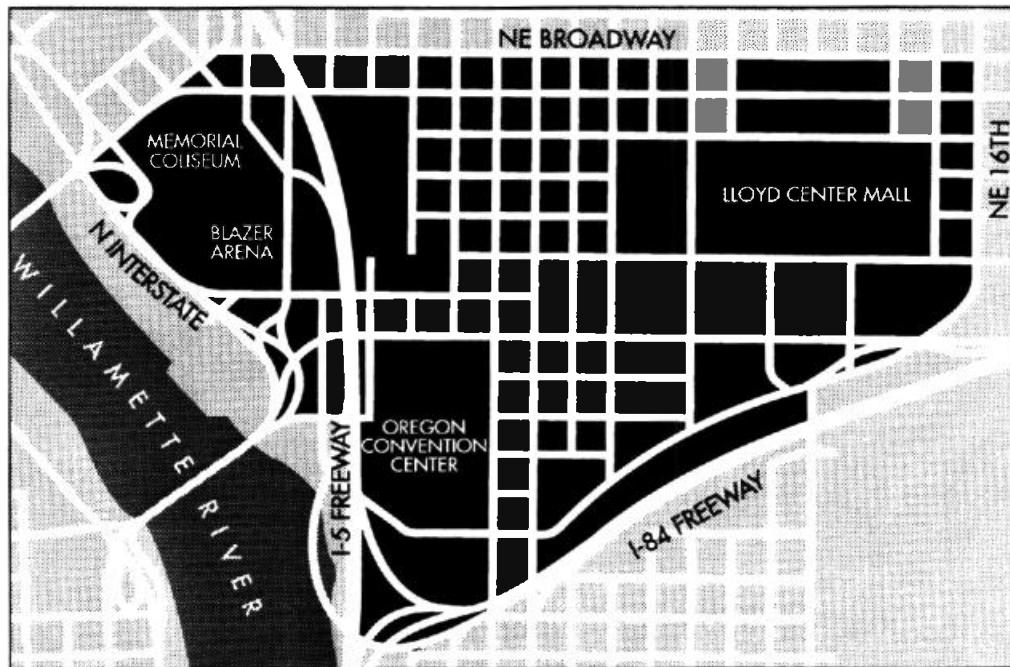 NE BROADWAY
MEMORIAL
COLISEUM
NE 16TH
LLOYD CENTER MALL
BLAZER
ARENA
N INTERSTATE
WILLAMETTE RIVER
OREGON
CONVENTION
CENTER
I-5 FREEWAY
I-84 FREEWAY